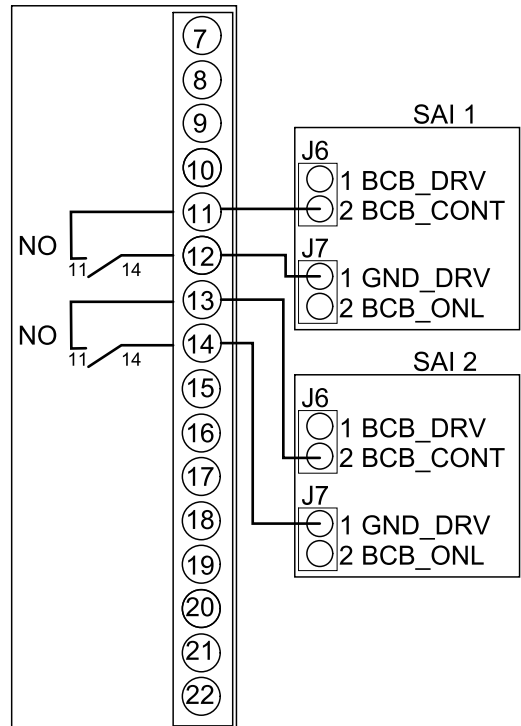 7
8
9
10
11
12
13
14
15
16
17
18
19
20
21
22
NO
11 14
NO
11 14
SAI 1
J6
1 BCB_DRV
2 BCB_CONT
J7
1 GND_DRV
2 BCB_ONL
SAI 2
J6
1 BCB_DRV
2 BCB_CONT
J7
1 GND_DRV
2 BCB_ONL